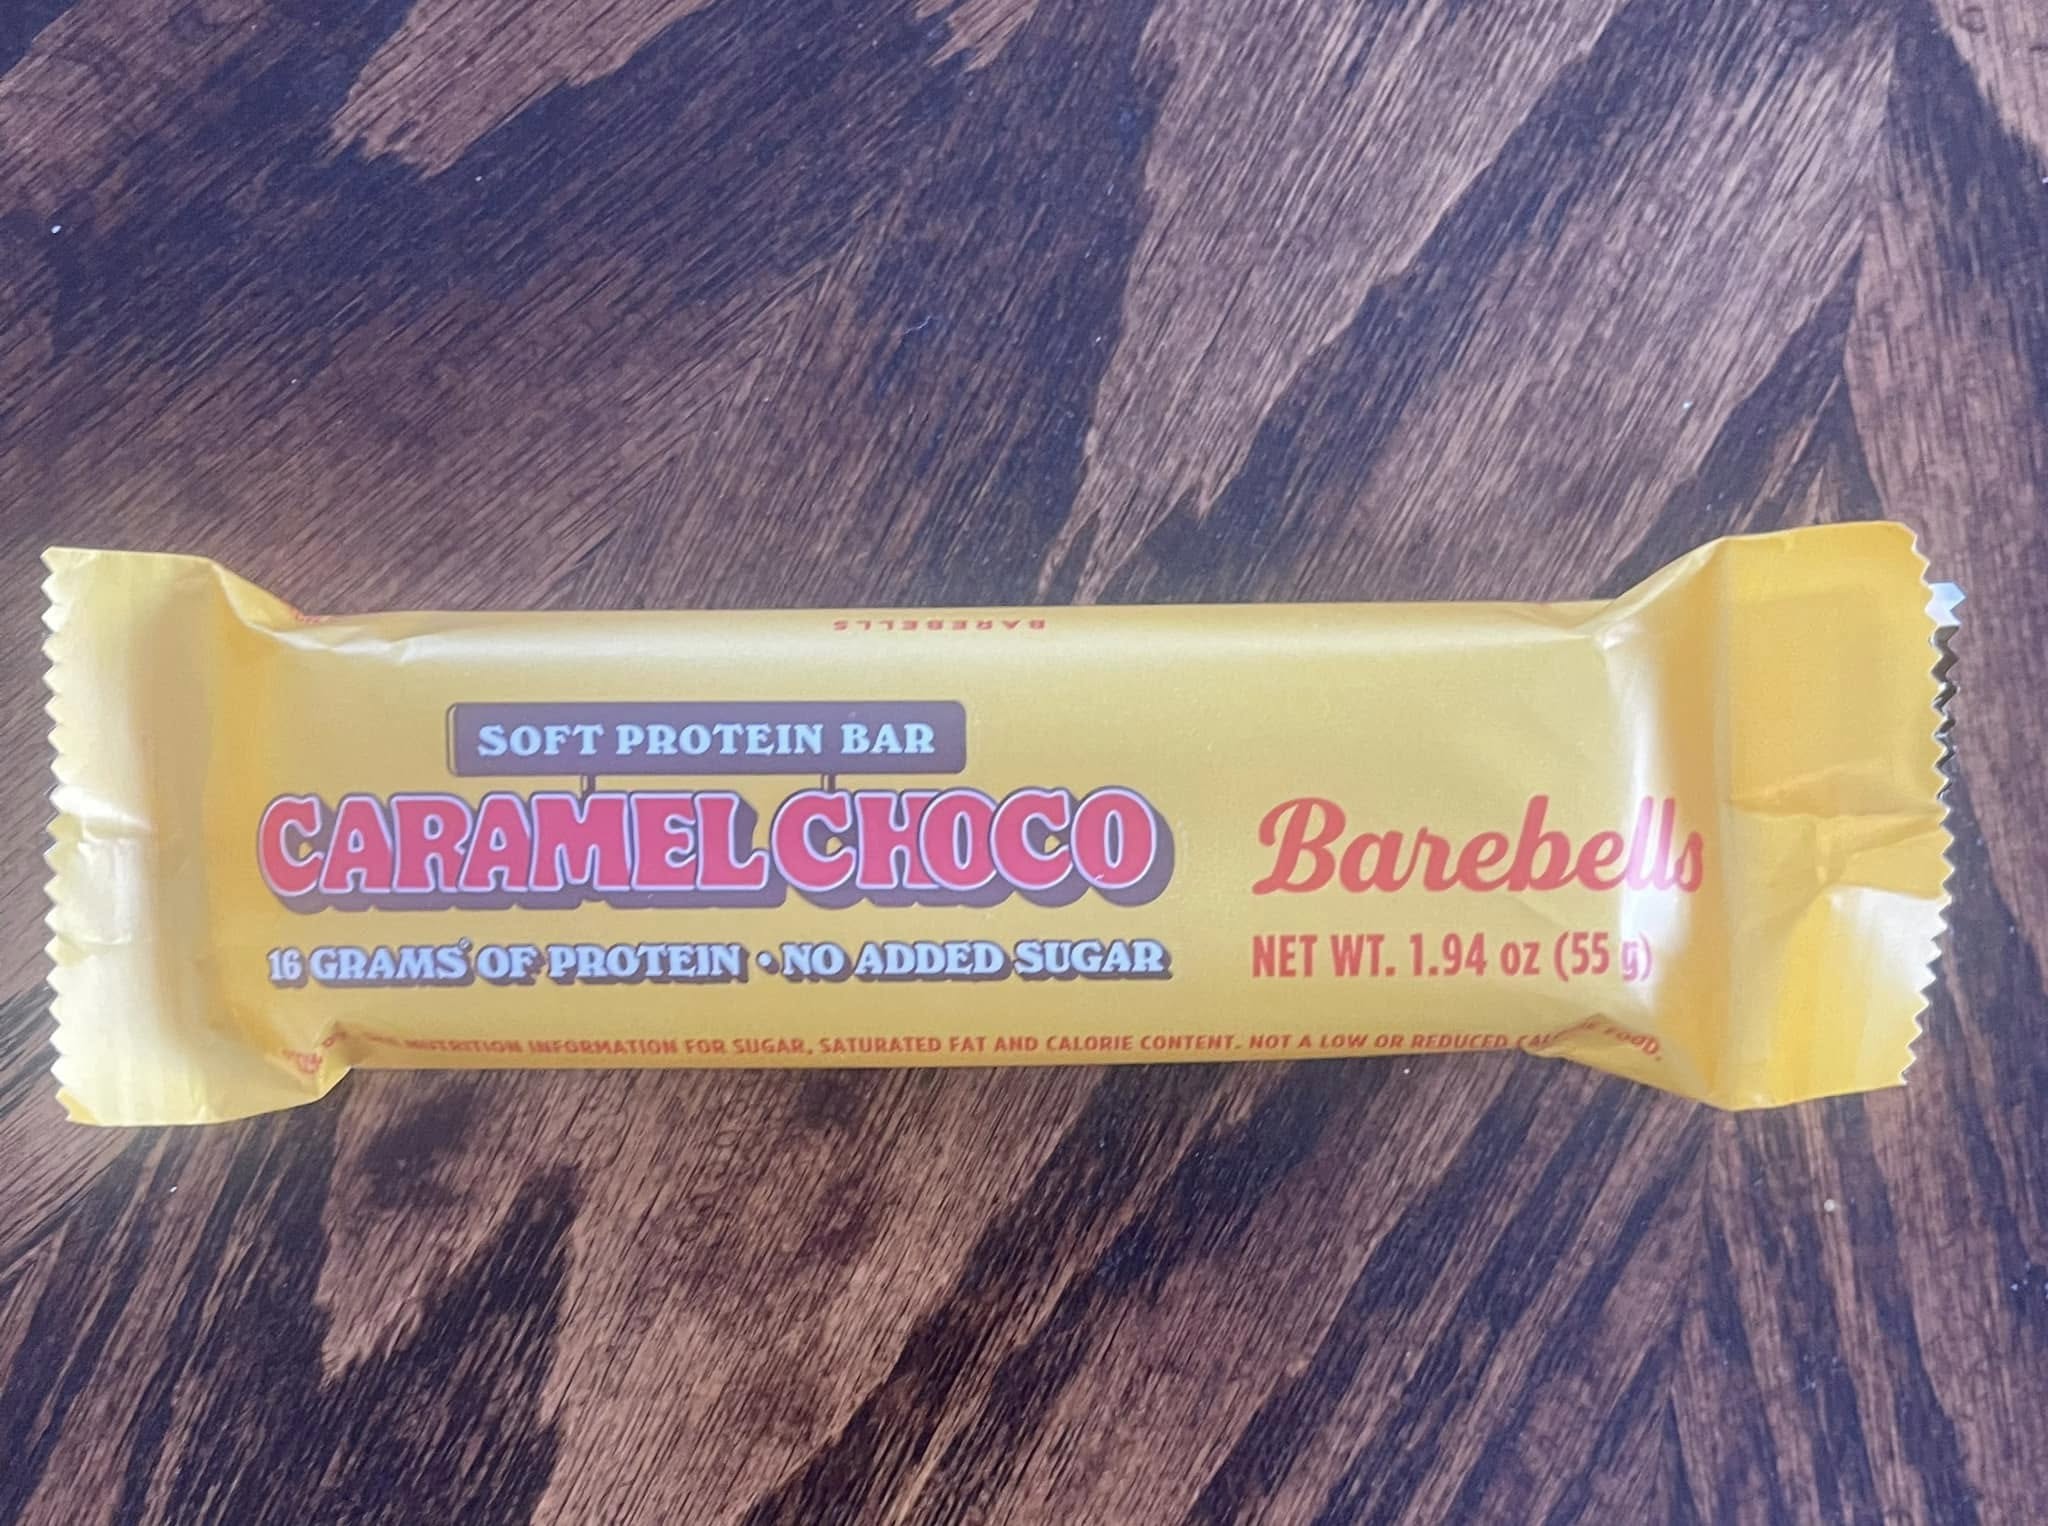 BAREBELLS
SOFT PROTEIN BAR
CARAMEL CHOCO
16 GRAMS° OF PROTEIN • NO ADDED SUGAR
Barebells
NET WT. 1.94 oz (55 g)
NUTRITION INFORMATION FOR SUGAR, SATURATED FAT AND CALORIE CONTENT. NOT A LOW OR REDUCED FOOD.